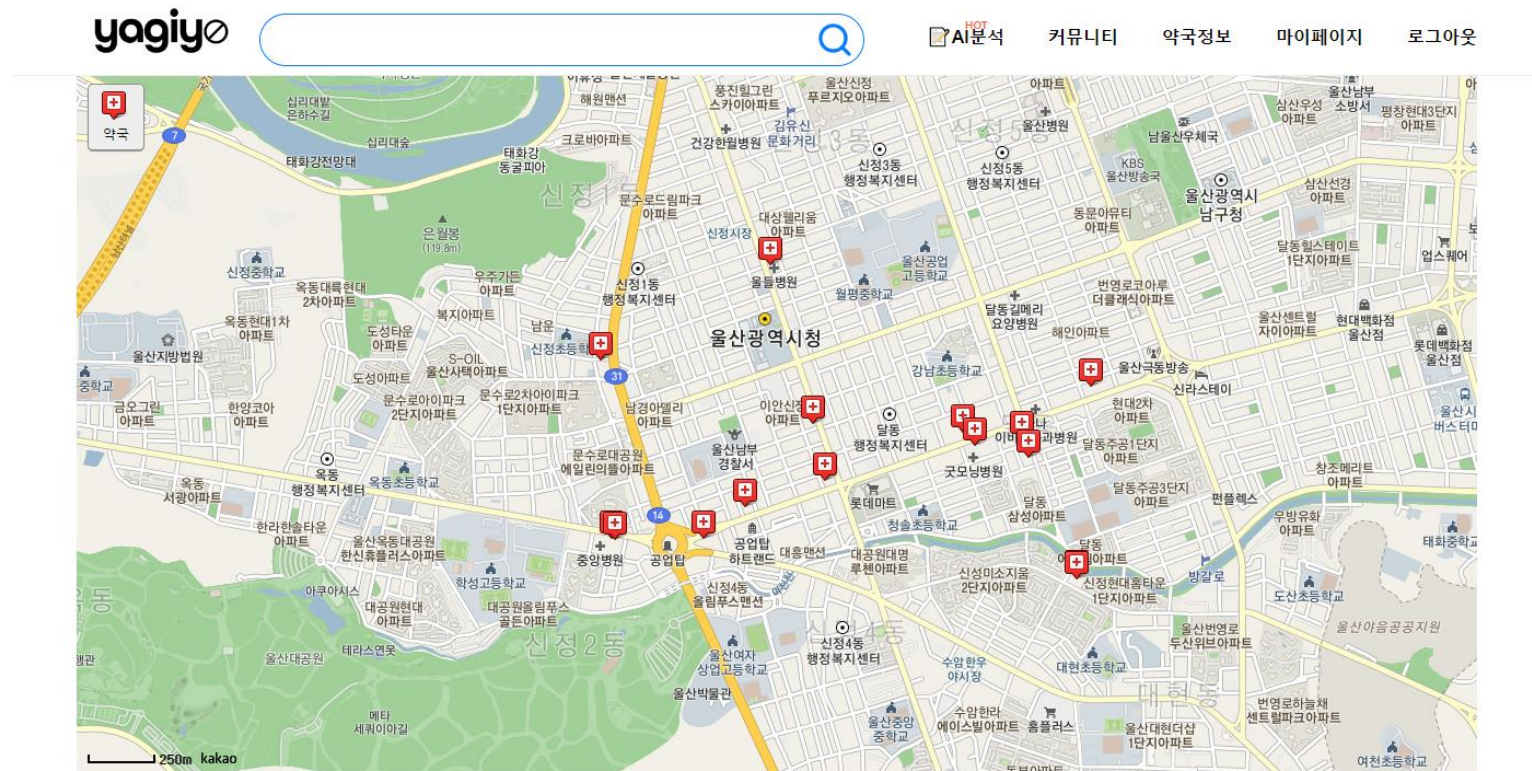 yagiyo
HOT
📝AI분석
커뮤니티
약국정보
마이페이지
로그아웃
약국
7
십리대밭
은하수길
십리대숲
태화강전망대
태화강
동굴피아
해원맨션
크로바아파트
풍진힐그린
스카이아파트
울산신정
푸르지오아파트
김유신
문화거리
건강한월병원
신정3동
행정복지센터
신정5동
신정5동
행정복지센터
울산병원
아파트
남울산우체국
KBS
울산방송국
울산남부
소방서
삼산우성
아파트
평창현대3단지
아파트
울산광역시
남구청
삼산선경
아파트
신정1동
문수로드림파크
아파트
대상웰리움
아파트
신정시장
울들병원
은월봉
(119.8m)
신정중학교
옥동대륙현대
2차아파트
우주가든
아파트
신정1동
행정복지센터
울산공업
고등학교
월평중학교
동문아뮤티
아파트
달동힐스테이트
1단지아파트
업스퀘어
번영로코아루
더클래식아파트
달동길메리
요양병원
해인아파트
울산센트럴
자이아파트
현대백화점
울산점
롯데백화점
울산점
옥동현대1차
아파트
복지아파트
도성타운
아파트
남운
신정초등학
울산광역시청
울산지방법원
중학교
S-OIL
울산사택아파트
도성아파트
31
강남초등학교
울산극동방송
신라스테이
금오그린
아파트
한양코아
아파트
문수로아이파크
2단지아파트
문수로2차아이파크
1단지아파트
남경아델리
아파트
이안신정
아파트
달동
행정복지센터
현대2차
아파트
울산시
버스터미
울산남부
경찰서
굿모닝병원
달동주공1단지
아파트
문수로대공원
에일린의뜰아파트
옥동
행정복지센터
옥동초등학교
옥동
서광아파트
롯데마트
청솔초등학교
달동
삼성아파트
달동주공3단지
아파트
펀플렉스
창조메리트
아파트
우방유화
아파트
태화중학교
14
한라한솔타운
아파트
울산옥동대공원
한신휴플러스아파트
중앙병원
공업탑
공업탑
하트랜드
대흥맨션
대공원대명
루첸아파트
학성고등학교
아쿠아시스
대공원현대
아파트
대공원올림푸스
골든아파트
신정4동
올림푸스맨션
여천천
신성미소지움
2단지아파트
달동
신정현대홈타운
1단지아파트
방갈로
도산초등학교
신정2동
신정4동
신정4동
행정복지센터
울산여자
상업고등학교
울산대공원
테라스연못
울산번영로
두산위브아파트
울산야음공공지원
수암한우
야시장
대현초등학교
대현동
울산박물관
메타
세쿼이아길
울산중앙
중학교
수암한라
에이스빌아파트
홈플러스
울산대현더샵
1단지아파트
번영로하늘채
센트럴파크아파트
여천초등학교
250m
kakao